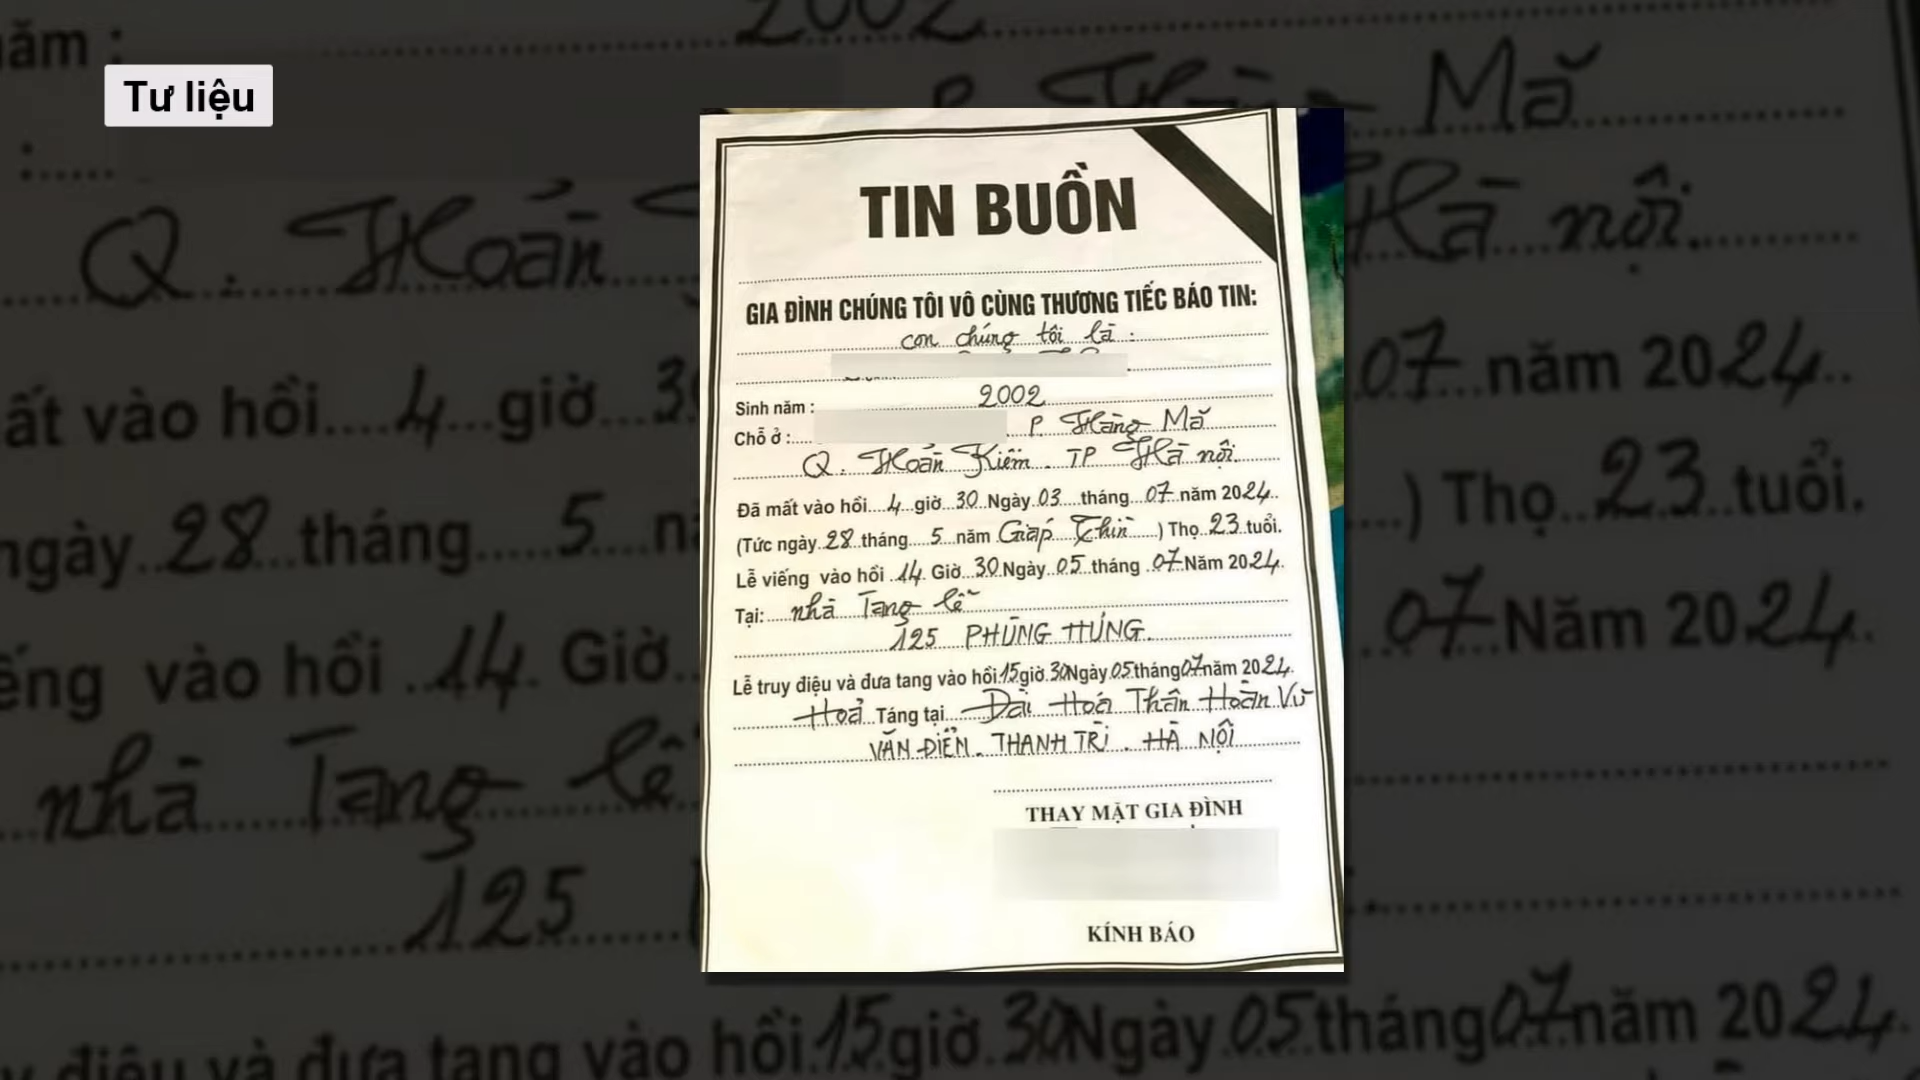 Tư liệu
TIN BUỒN
GIA ĐÌNH CHÚNG TÔI VÔ CÙNG THƯƠNG TIẾC BÁO TIN:
con chúng tôi là :
Sinh năm : 2002
Chỗ ở : P. Hàng Mã
Q. Hoàn Kiếm. TP Hà nội.
Đã mất vào hồi 4 giờ 30 Ngày 03 tháng 07 năm 2024
(Tức ngày 28 tháng 5 năm Giáp Thìn ) Thọ 23 tuổi.
Lễ viếng vào hồi 14 Giờ 30 Ngày 05 tháng 07 Năm 2024
Tại: nhà Tang lễ
125 PHÙNG HƯNG.
Lễ truy điệu và đưa tang vào hồi 15 giờ 30 Ngày 05 tháng 07 năm 2024
Hoả Táng tại Đài Hoá Thân Hoàn Vũ
VĂN ĐIỂN. THANH TRÌ. HÀ NỘI
THAY MẶT GIA ĐÌNH
KÍNH BÁO